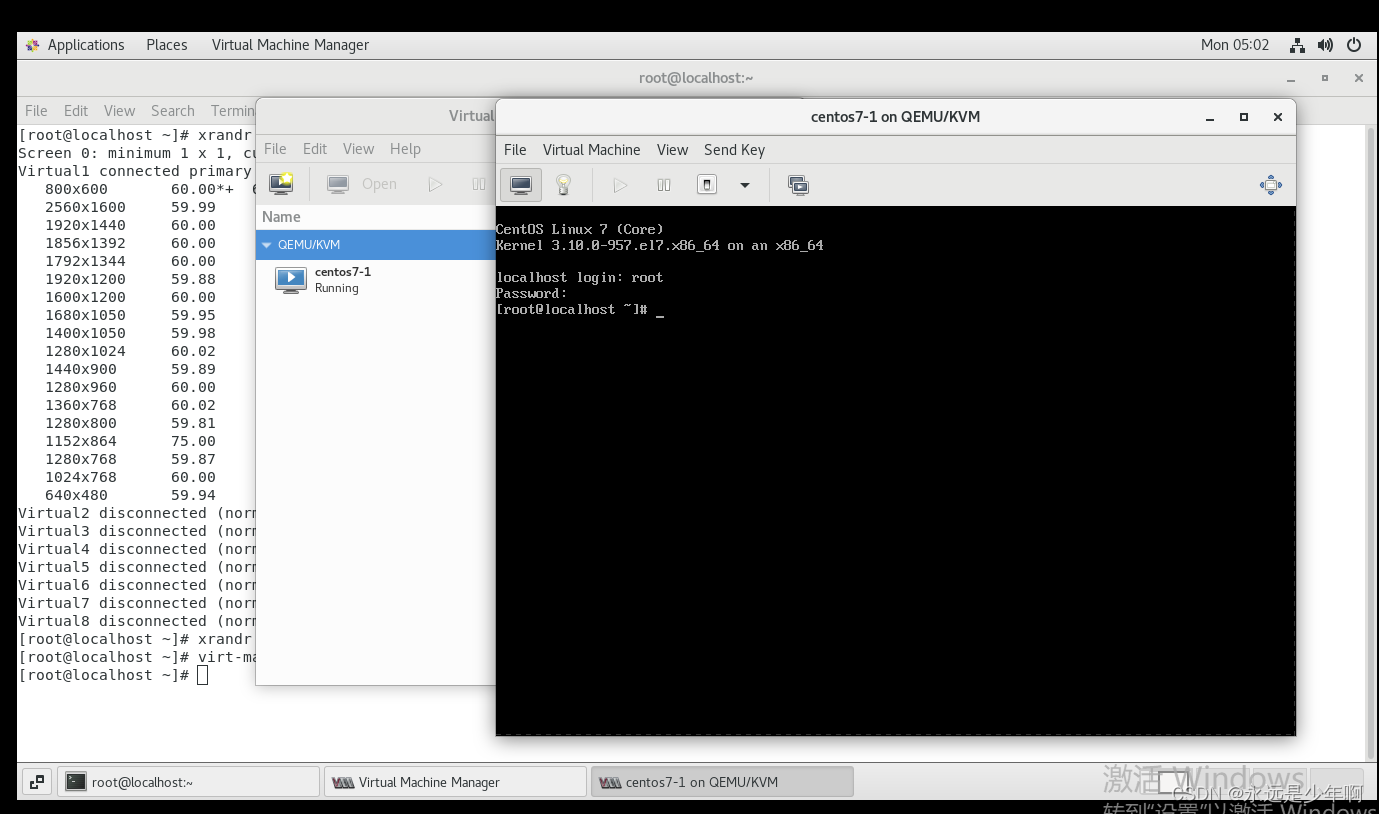 Applications Places Virtual Machine Manager Mon 05:02
root@localhost:~
File Edit View Search Termin
[root@localhost ~]# xrandr
Screen 0: minimum 1 x 1, cu
Virtual1 connected primary
800x600 60.00*+
2560x1600 59.99
1920x1440 60.00
1856x1392 60.00
1792x1344 60.00
1920x1200 59.88
1600x1200 60.00
1680x1050 59.95
1400x1050 59.98
1280x1024 60.02
1440x900 59.89
1280x960 60.00
1360x768 60.02
1280x800 59.81
1152x864 75.00
1280x768 59.87
1024x768 60.00
640x480 59.94
Virtual2 disconnected (norm
Virtual3 disconnected (norm
Virtual4 disconnected (norm
Virtual5 disconnected (norm
Virtual6 disconnected (norm
Virtual7 disconnected (norm
Virtual8 disconnected (norm
[root@localhost ~]# xrandr
[root@localhost ~]# virt-ma
[root@localhost ~]#
Virtual
File Edit View Help
Open
Name
QEMU/KVM
centos7-1
Running
centos7-1 on QEMU/KVM
File Virtual Machine View Send Key
CentOS Linux 7 (Core)
Kernel 3.10.0-957.el7.x86_64 on an x86_64
localhost login: root
Password:
[root@localhost ~]# _
root@localhost:~ Virtual Machine Manager centos7-1 on QEMU/KVM
激活 Windows
CSDN @永远是少年啊
转到"设置"以激活 Windows